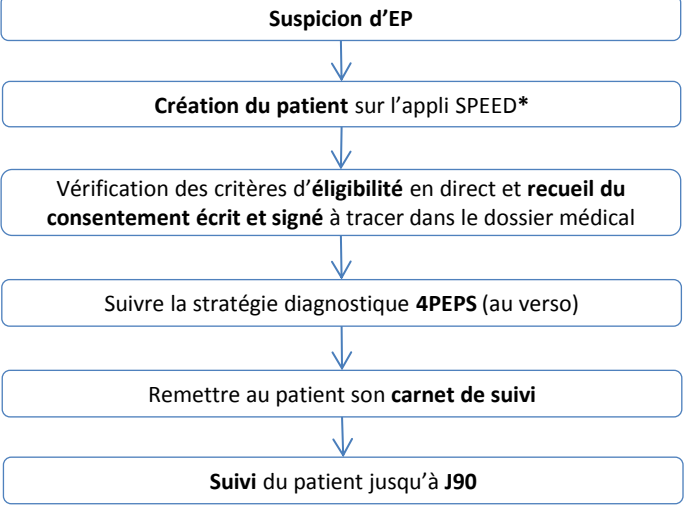 Suspicion d’EP
Création du patient sur l’appli SPEED*
Vérification des critères d’éligibilité en direct et recueil du
consentement écrit et signé à tracer dans le dossier médical
Suivre la stratégie diagnostique 4PEPS (au verso)
Remettre au patient son carnet de suivi
Suivi du patient jusqu’à J90